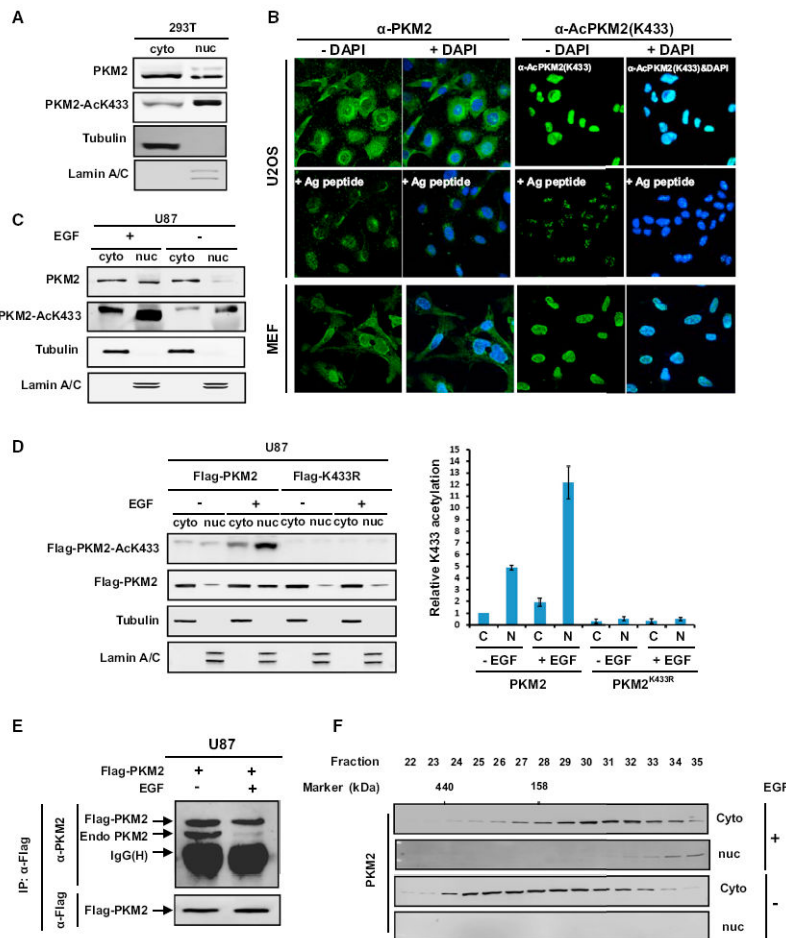 A
293T
cyto nuc
PKM2
PKM2-AcK433
Tubulin
Lamin A/C
B
α-PKM2 α-AcPKM2(K433)
- DAPI + DAPI - DAPI + DAPI
α-AcPKM2(K433) α-AcPKM2(K433)&DAPI
U2OS
+ Ag peptide + Ag peptide + Ag peptide + Ag peptide
MEF
C
U87
EGF + -
cyto nuc cyto nuc
PKM2
PKM2-AcK433
Tubulin
Lamin A/C
D
U87
Flag-PKM2 Flag-K433R
EGF - + - +
cyto nuc cyto nuc cyto nuc cyto nuc
Flag-PKM2-AcK433
Flag-PKM2
Tubulin
Lamin A/C
Relative K433 acetylation
15
14
13
12
11
10
9
8
7
6
5
4
3
2
1
0
C N C N C N C N
- EGF + EGF - EGF + EGF
PKM2 PKM2K433R
E
U87
Flag-PKM2 + +
EGF - +
IP: α-Flag
α-PKM2
Flag-PKM2
Endo PKM2
IgG(H)
α-Flag
Flag-PKM2
F
Fraction 22 23 24 25 26 27 28 29 30 31 32 33 34 35
Marker (kDa) 440 158 EGF
PKM2
Cyto
nuc
+
Cyto
nuc
-